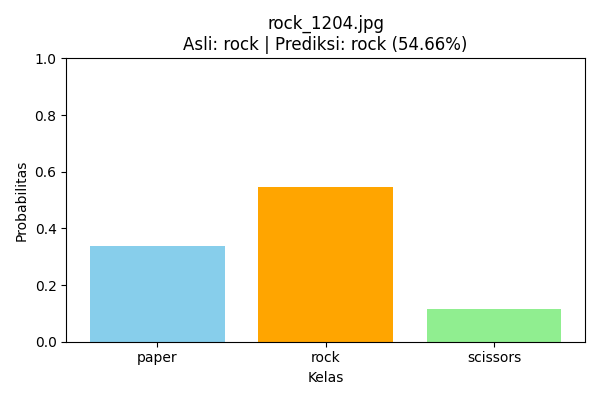 rock_1204.jpg
Asli: rock | Prediksi: rock (54.66%)
1.0
0.8
0.6
0.4
0.2
0.0
Probabilitas
paper
rock
scissors
Kelas